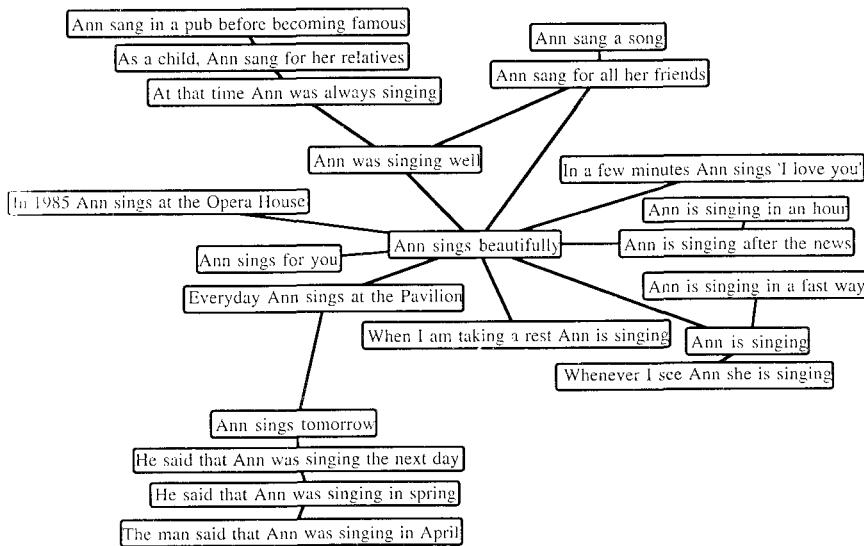 Ann sang in a pub before becoming famous
Ann sang a song
As a child, Ann sang for her relatives
Ann sang for all her friends
At that time Ann was always singing
Ann was singing well
In a few minutes Ann sings 'I love you'
In 1985 Ann sings at the Opera House
Ann is singing in an hour
Ann sings beautifully
Ann is singing after the news
Ann sings for you
Ann is singing in a fast way
Everyday Ann sings at the Pavilion
When I am taking a rest Ann is singing
Ann is singing
Whenever I see Ann she is singing
Ann sings tomorrow
He said that Ann was singing the next day
He said that Ann was singing in spring
The man said that Ann was singing in April